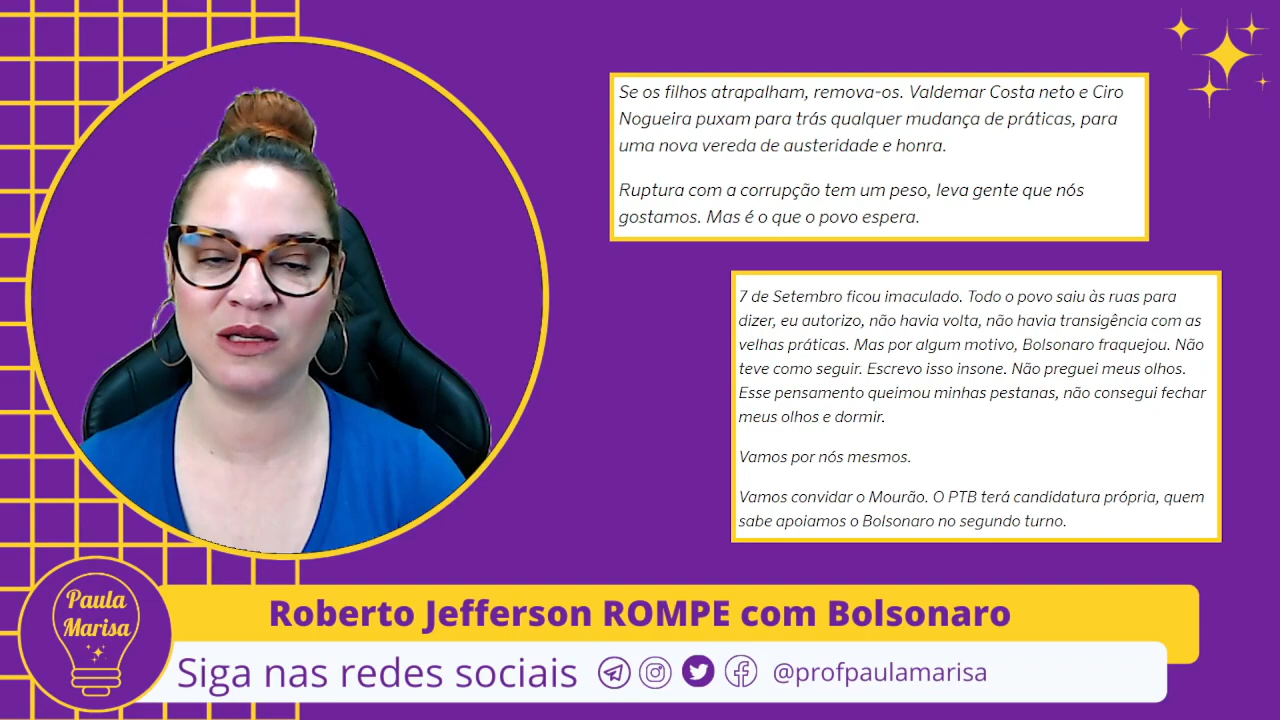 Se os filhos atrapalham, remova-os. Valdemar Costa neto e Ciro
Nogueira puxam para trás qualquer mudança de práticas, para
uma nova vereda de austeridade e honra.
Ruptura com a corrupção tem um peso, leva gente que nós
gostamos. Mas é o que o povo espera.
7 de Setembro ficou imaculado. Todo o povo saiu às ruas para
dizer, eu autorizo, não havia volta, não havia transigência com as
velhas práticas. Mas por algum motivo, Bolsonaro fraquejou. Não
teve como seguir. Escrevo isso insone. Não preguei meus olhos.
Esse pensamento queimou minhas pestanas, não consegui fechar
meus olhos e dormir.
Vamos por nós mesmos.
Vamos convidar o Mourão. O PTB terá candidatura própria, quem
sabe apoiamos o Bolsonaro no segundo turno.
Paula
Marisa
Roberto Jefferson ROMPE com Bolsonaro
Siga nas redes sociais @profpaulamarisa